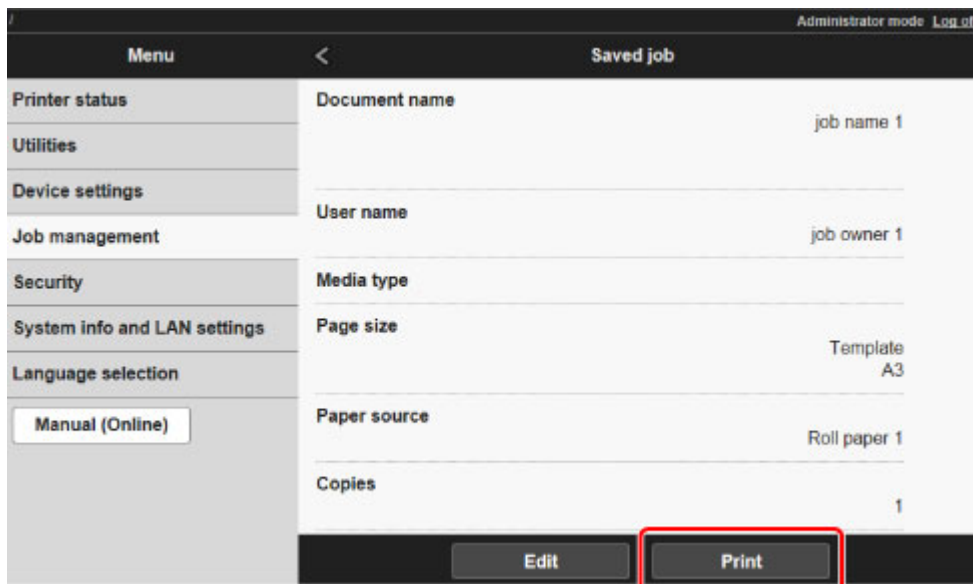 /
Administrator mode Log of
Menu
<
Saved job
Printer status
Utilities
Device settings
Job management
Security
System info and LAN settings
Language selection
Manual (Online)
Document name
job name 1
User name
job owner 1
Media type
Page size
Template
A3
Paper source
Roll paper 1
Copies
1
Edit
Print